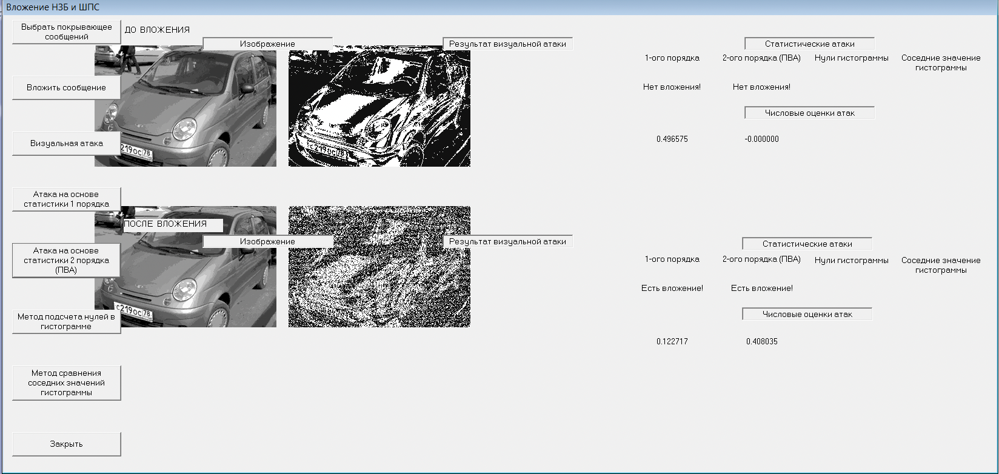 Вложение НЗБ и ШПС
Выбрать покрывающее
сообщений
ДО ВЛОЖЕНИЯ
Изображение
Результат визуальной атаки
Статистические атаки
1-ого порядка
2-ого порядка (ПВА)
Нули гистограммы
Соседние значение
гистограммы
Вложить сообщение
Нет вложения!
Нет вложения!
Числовые оценки атак
Визуальная атака
0.496575
-0.000000
219ОС 78
с219ос 78
Атака на основе
статистики 1 порядка
ПОСЛЕ ВЛОЖЕНИЯ
Изображение
Результат визуальной атаки
Статистические атаки
1-ого порядка
2-ого порядка (ПВА)
Нули гистограммы
Соседние значение
гистограммы
Атака на основе
статистики 2 порядка
(ПВА)
Есть вложение!
Есть вложение!
Числовые оценки атак
с219ос 78
Метод подсчета нулей в
гистограмме
0.122717
0.408035
Метод сравнения
соседних значений
гистограммы
Закрыть